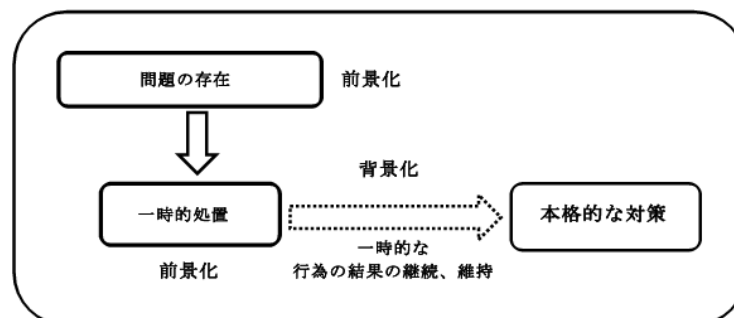 問題の存在
前景化
背景化
一時的処置
本格的な対策
一時的な
行為の結果の継続、維持
前景化